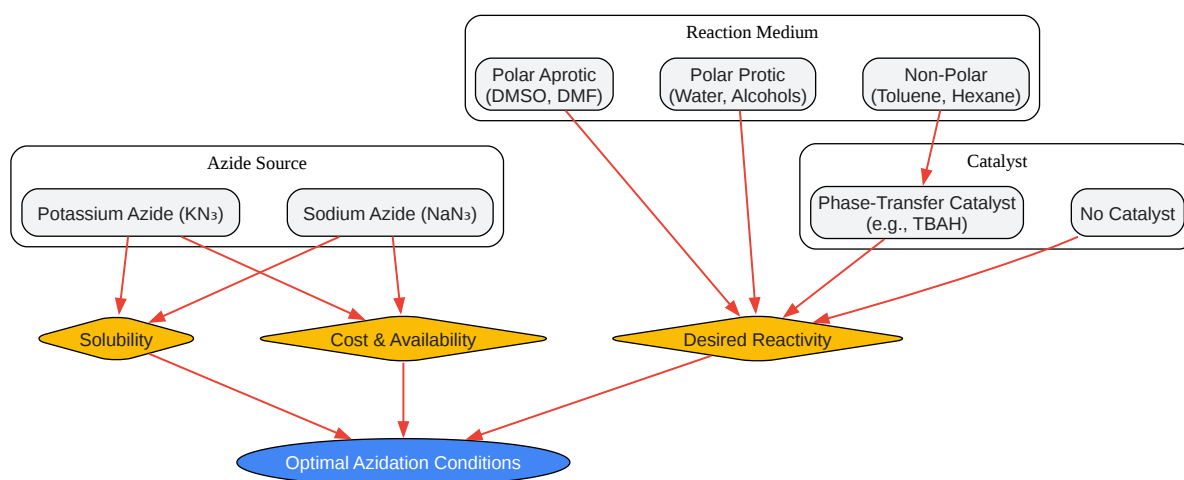 Reaction Medium
Polar Aprotic
(DMSO, DMF)
Polar Protic
(Water, Alcohols)
Non-Polar
(Toluene, Hexane)
Azide Source
Potassium Azide (KN₃)
Sodium Azide (NaN₃)
Catalyst
Phase-Transfer Catalyst
(e.g., TBAH)
No Catalyst
Solubility
Cost & Availability
Desired Reactivity
Optimal Azidation Conditions